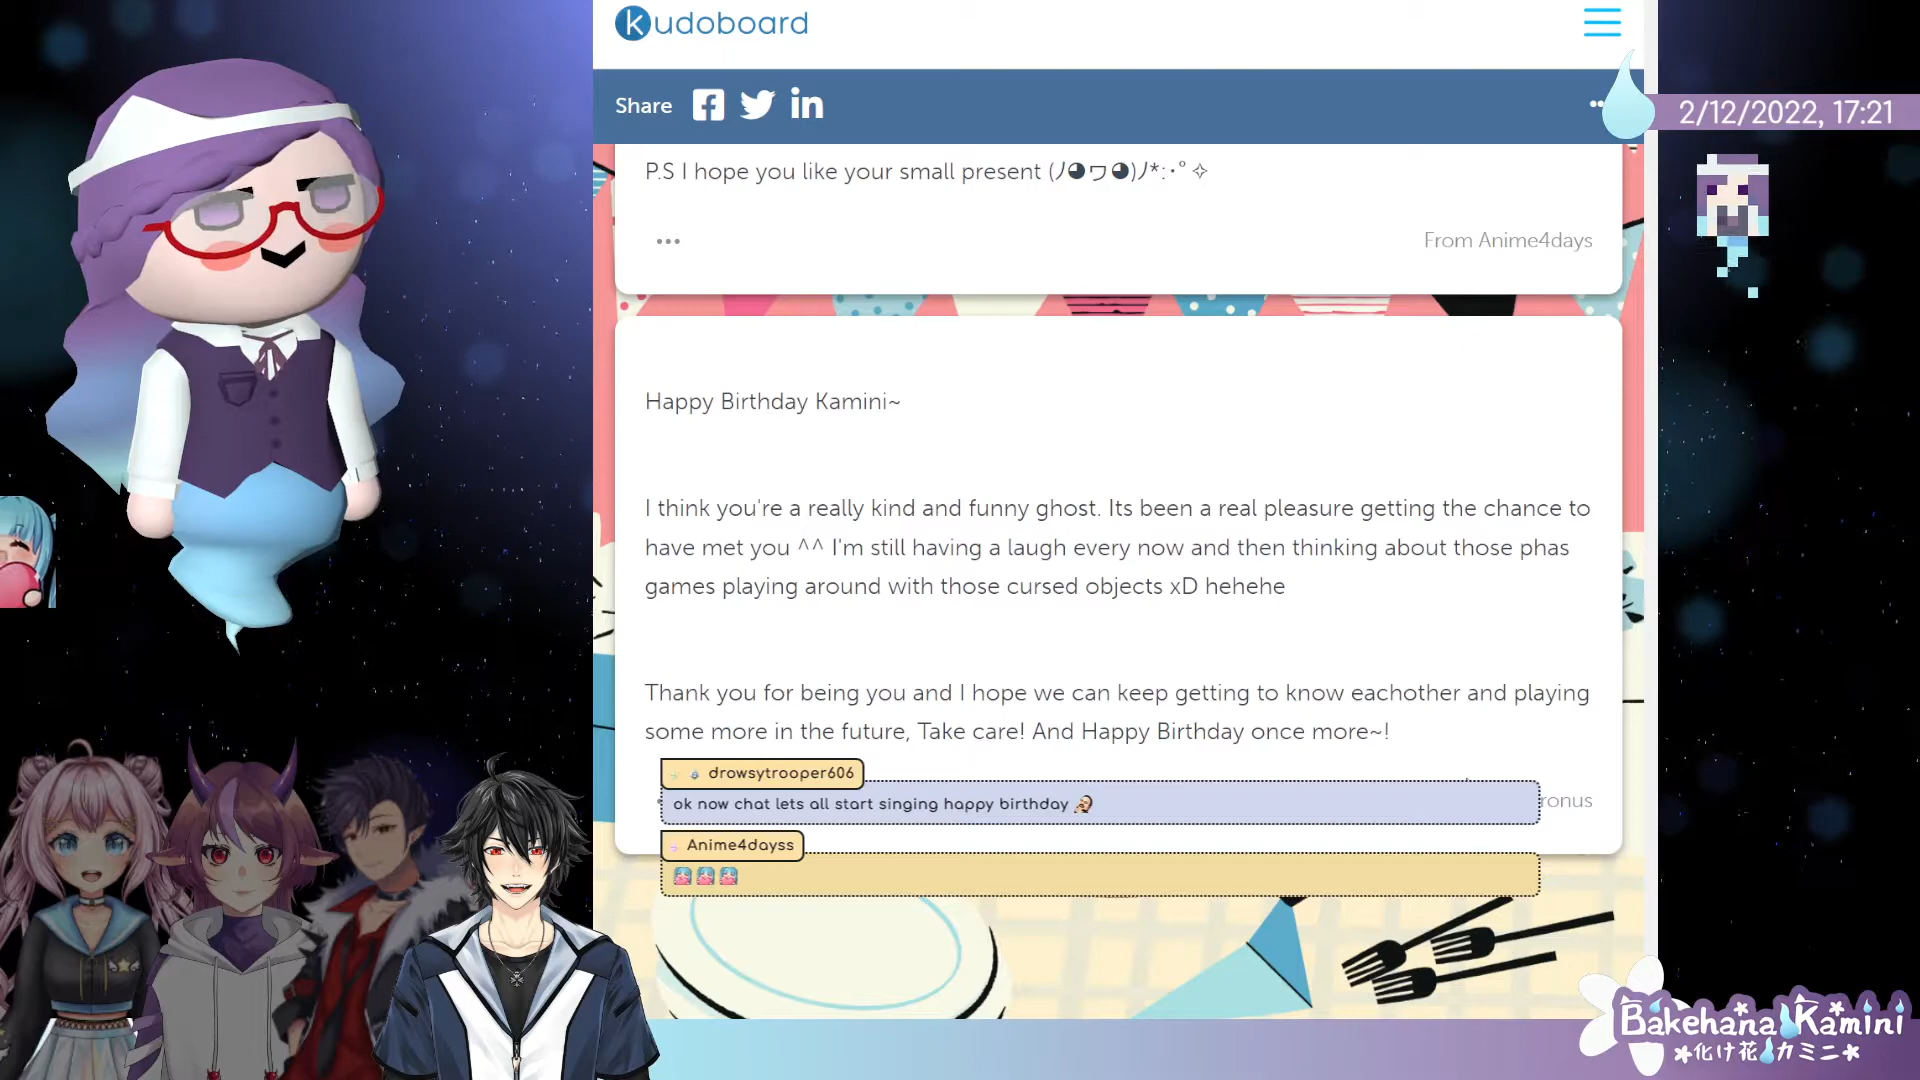 kudoboard
Share
2/12/2022, 17:21
P.S I hope you like your small present (ﾉ◕ヮ◕)ﾉ*:･ﾟ✧
From Anime4days
Happy Birthday Kamini~
I think you're a really kind and funny ghost. Its been a real pleasure getting the chance to
have met you ^^ I'm still having a laugh every now and then thinking about those phas
games playing around with those cursed objects xD hehehe
Thank you for being you and I hope we can keep getting to know eachother and playing
some more in the future, Take care! And Happy Birthday once more~!
drowsytrooper606
ok now chat lets all start singing happy birthday
ronus
Anime4dayss
Bakehana Kamini
化け花カミニ